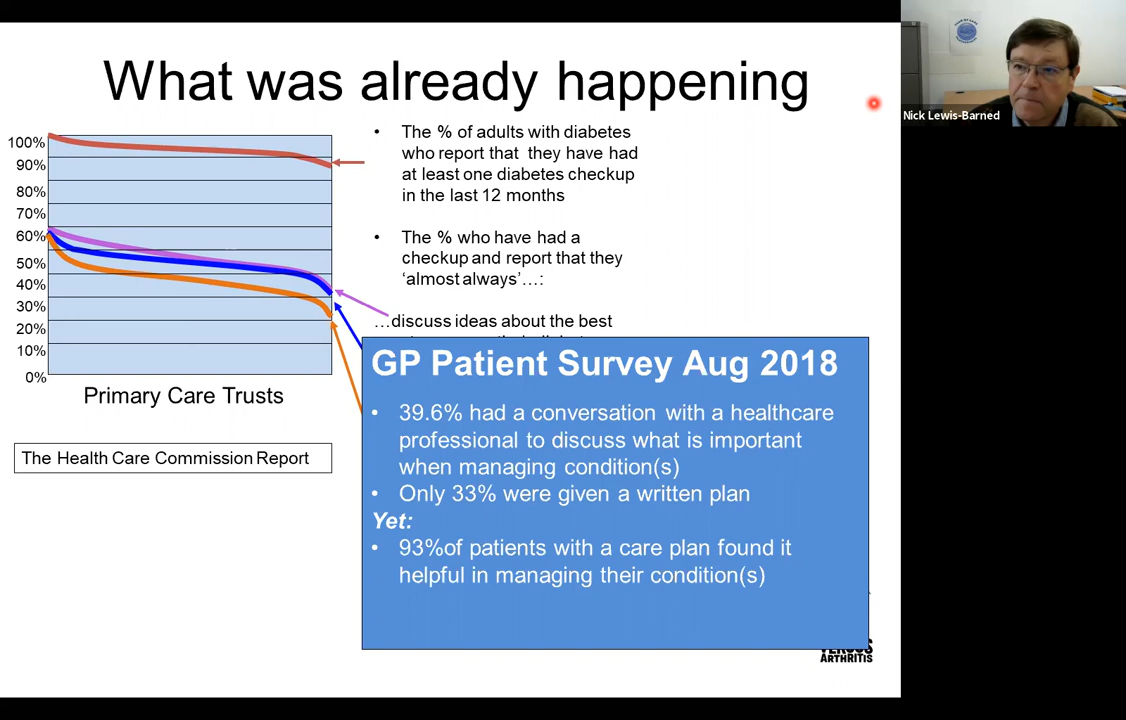 What was already happening
Nick Lewis-Barned
100%
90%
80%
70%
60%
50%
40%
30%
20%
10%
0%
Primary Care Trusts
The Health Care Commission Report
• The % of adults with diabetes
who report that they have had
at least one diabetes checkup
in the last 12 months
• The % who have had a
checkup and report that they
‘almost always’…:
…discuss ideas about the best
GP Patient Survey Aug 2018
• 39.6% had a conversation with a healthcare
professional to discuss what is important
when managing condition(s)
• Only 33% were given a written plan
Yet:
• 93%of patients with a care plan found it
helpful in managing their condition(s)
VERSUS
ARTHRITIS